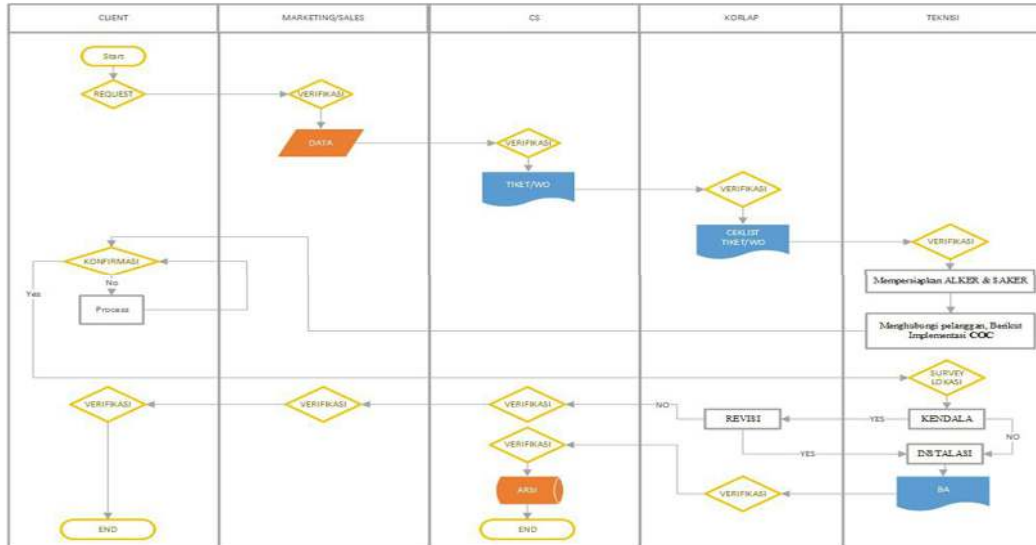 CLIENT
MARKETING/SALES
CS
KORLAP
TEKNISI
Start
REQUEST
VERIFIKASI
DATA
VERIFIKASI
TIKET/WO
VERIFIKASI
CEKLIST
TIKET/WO
VERIFIKASI
KONFIRMASI
No
Yes
Process
Mempersiapkan ALKER & SAKER
Menghubungi pelanggan, Berikut
Implementasi COC
SURVEY
LOKASI
VERIFIKASI
VERIFIKASI
VERIFIKASI
NO
REVISI
YES
KENDALA
NO
VERIFIKASI
YES
INSTALASI
ARSI
VERIFIKASI
BA
END
END